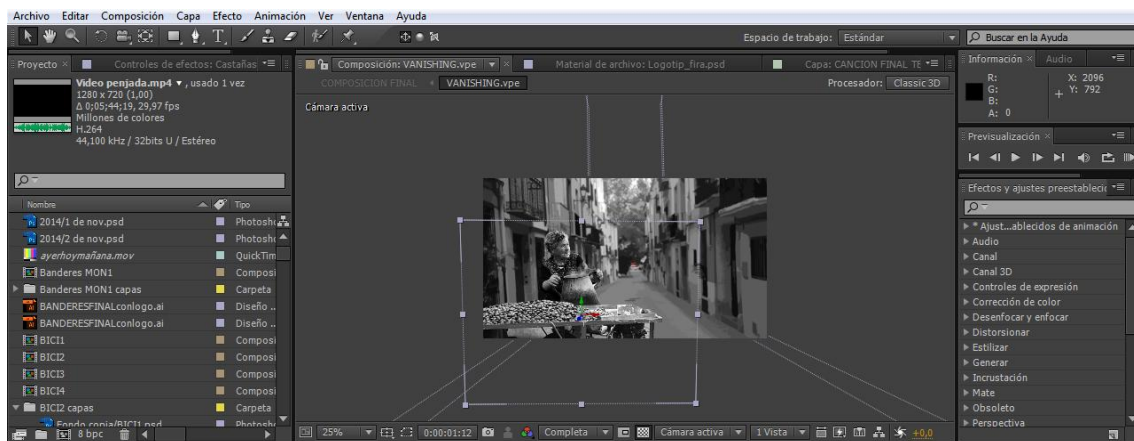 Archivo Editar Composición Capa Efecto Animación Ver Ventana Ayuda
Espacio de trabajo: Estándar
Buscar en la Ayuda
Proyecto
Controles de efectos: Castañas
Video penjada.mp4 ▼, usado 1 vez
1280 x 720 (1,00)
Δ 0;05;44;19, 29,97 fps
Millones de colores
H.264
44,100 kHz / 32bits U / Estéreo
Nombre Tipo
2014/1 de nov.psd Photosho
2014/2 de nov.psd Photosho
ayerhoymañana.mov QuickTim
Banderes MON1 Composi
Banderes MON1 capas Carpeta
BANDERESFINALconlogo.ai Diseño ..
BANDERESFINALconlogo.ai Diseño ..
BICI1 Composi
BICI2 Composi
BICI3 Composi
BICI4 Composi
BICI2 capas Carpeta
Fondo copia/BICI1.psd Photosho
8 bpc
Composición: VANISHING.vpe
Material de archivo: Logotip_fira.psd
Capa: CANCION FINAL TE
COMPOSICION FINAL
VANISHING.vpe
Procesador: Classic 3D
Cámara activa
25% 0:00:01:12 Completa Cámara activa 1 Vista +0,0
Información Audio
R: X: 2096
G: Y: 792
B:
A: 0
Previsualización
Efectos y ajustes preestableci
* Ajust...ablecidos de animación
Audio
Canal
Canal 3D
Controles de expresión
Corrección de color
Desenfocar y enfocar
Distorsionar
Estilizar
Generar
Incrustación
Mate
Obsoleto
Perspectiva